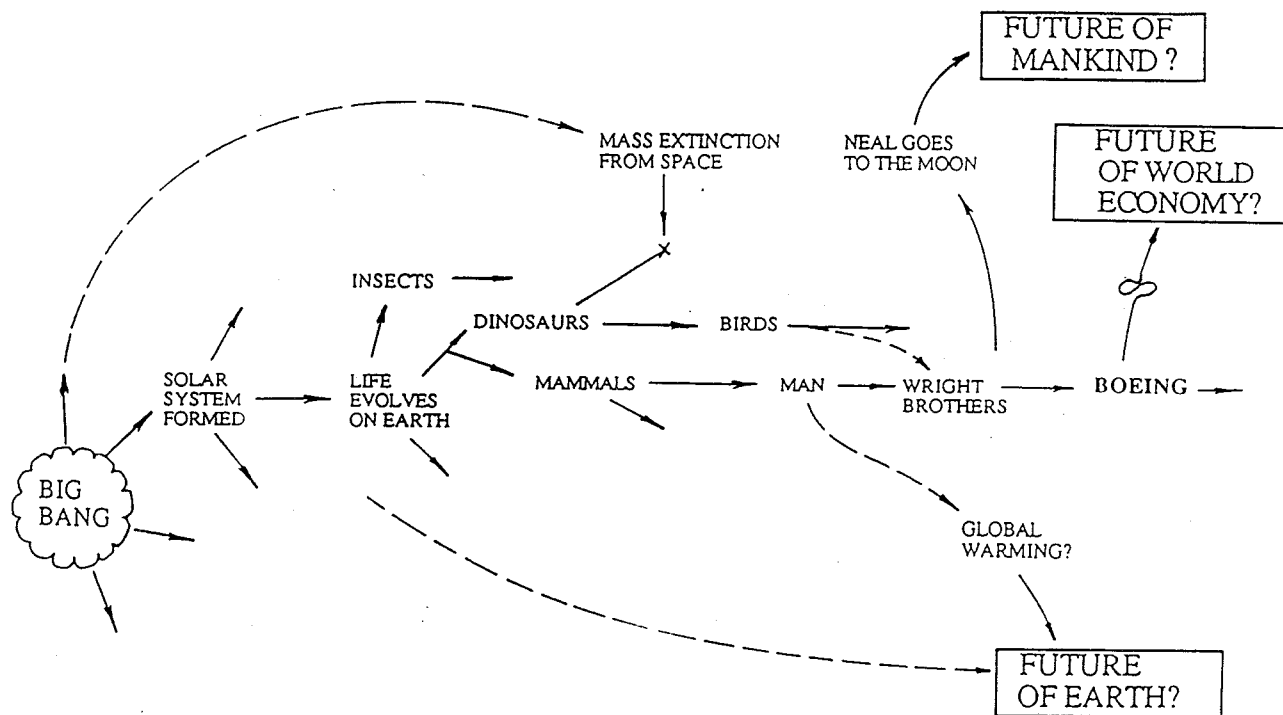 FUTURE OF
MANKIND ?
MASS EXTINCTION
FROM SPACE
NEAL GOES
TO THE MOON
FUTURE
OF WORLD
ECONOMY?
INSECTS
DINOSAURS
BIRDS
SOLAR
SYSTEM
FORMED
LIFE
EVOLVES
ON EARTH
MAMMALS
MAN
WRIGHT
BROTHERS
BOEING
BIG
BANG
GLOBAL
WARMING?
FUTURE
OF EARTH?